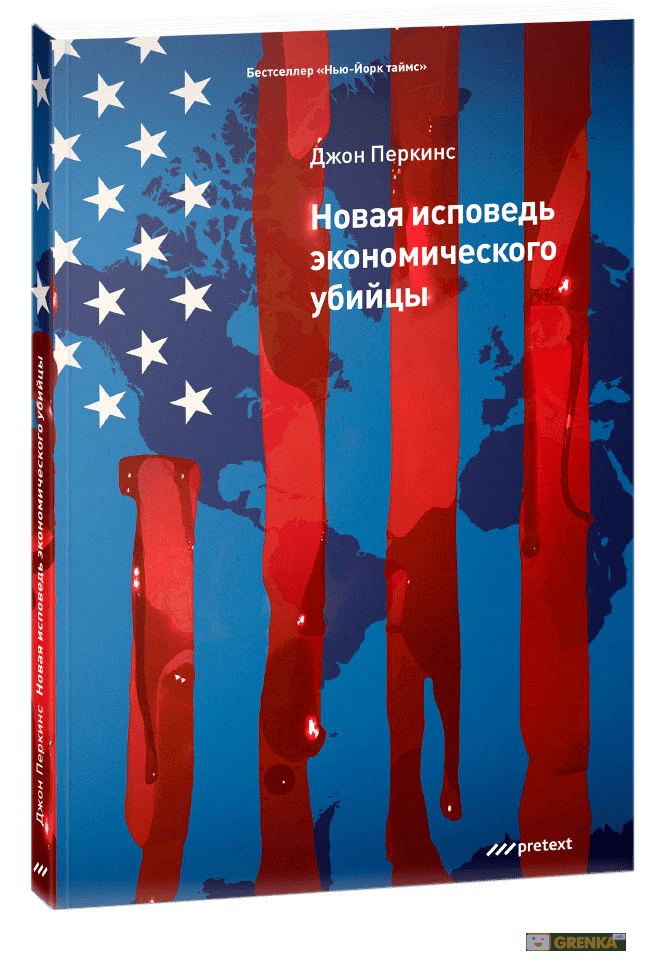 Бестселлер «Нью-Йорк таймс»
Джон Перкинс
Новая исповедь
экономического
убийцы
Джон Перкинс Новая исповедь экономического убийцы
pretext
GRENKA